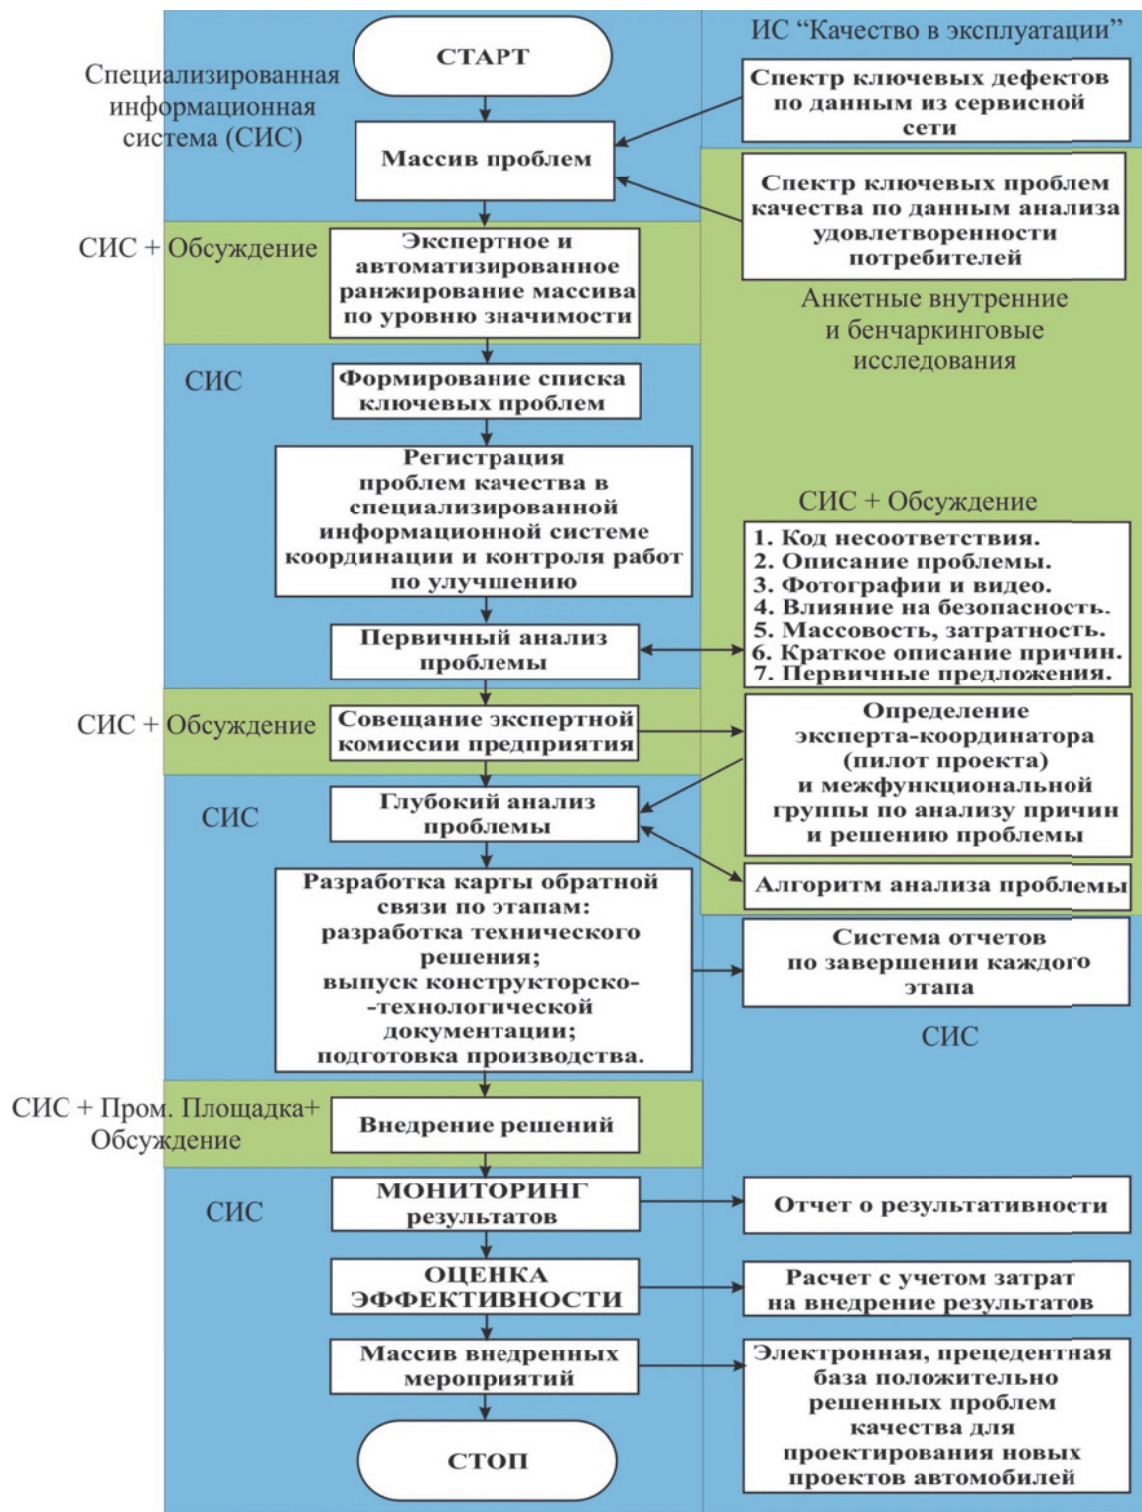 СТАРТ
Специализированная
информационная
система (СИС)
Массив проблем
ИС “Качество в эксплуатации”
Спектр ключевых дефектов
по данным из сервисной
сети
Спектр ключевых проблем
качества по данным анализа
удовлетворенности
потребителей
Анкетные внутренние
и бенчаркинговые
исследования
СИС + Обсуждение
Экспертное и
автоматизированное
ранжирование массива
по уровню значимости
СИС
Формирование списка
ключевых проблем
Регистрация
проблем качества в
специализированной
информационной системе
координации и контроля работ
по улучшению
Первичный анализ
проблемы
СИС + Обсуждение
1. Код несоответствия.
2. Описание проблемы.
3. Фотографии и видео.
4. Влияние на безопасность.
5. Массовость, затратность.
6. Краткое описание причин.
7. Первичные предложения.
СИС + Обсуждение
Совещание экспертной
комиссии предприятия
Определение
эксперта-координатора
(пилот проекта)
и межфункциональной
группы по анализу причин
и решению проблемы
СИС
Глубокий анализ
проблемы
Алгоритм анализа проблемы
Разработка карты обратной
связи по этапам:
разработка технического
решения;
выпуск конструкторско-
-технологической
документации;
подготовка производства.
Система отчетов
по завершении каждого
этапа
СИС
СИС + Пром. Площадка+
Обсуждение
Внедрение решений
СИС
МОНИТОРИНГ
результатов
Отчет о результативности
ОЦЕНКА
ЭФФЕКТИВНОСТИ
Расчет с учетом затрат
на внедрение результатов
Массив внедренных
мероприятий
Электронная, прецедентная
база положительно
решенных проблем
качества для
проектирования новых
проектов автомобилей
СТОП